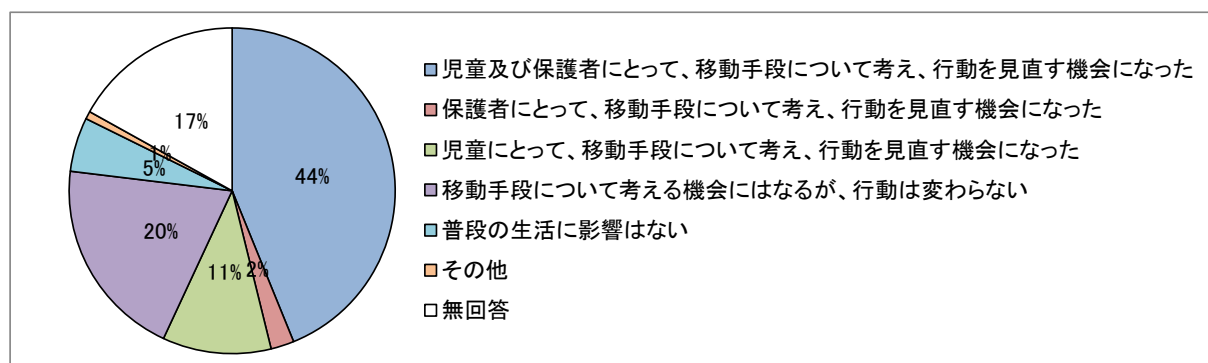 44%
2%
11%
20%
5%
1%
17%
児童及び保護者にとって、移動手段について考え、行動を見直す機会になった
保護者にとって、移動手段について考え、行動を見直す機会になった
児童にとって、移動手段について考え、行動を見直す機会になった
移動手段について考える機会にはなるが、行動は変わらない
普段の生活に影響はない
その他
無回答